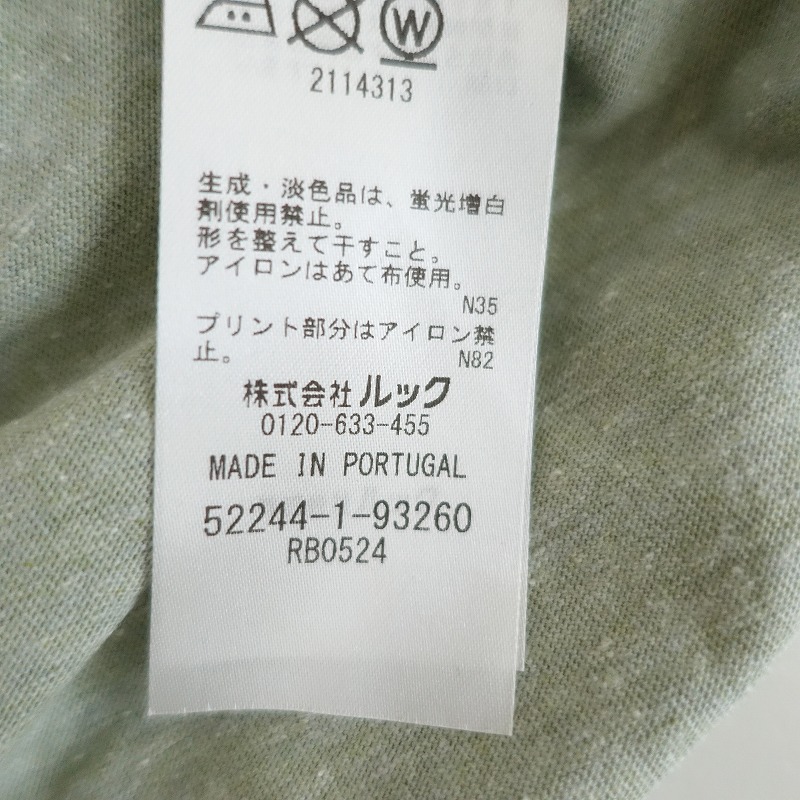 W
2114313
生成・淡色品は、蛍光増白
剤使用禁止。
形を整えて干すこと。
アイロンはあて布使用。
N35
プリント部分はアイロン禁
止。
N82
株式会社ルック
0120-633-455
MADE IN PORTUGAL
52244-1-93260
RB0524